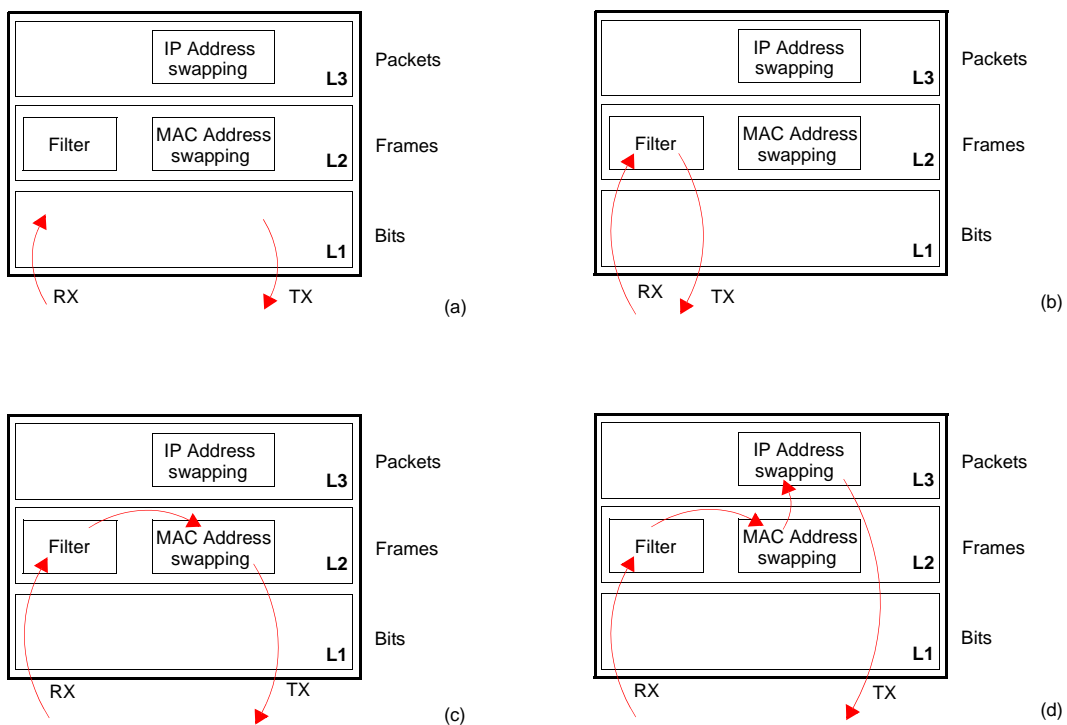 IP Address
swapping
L3
Packets
Filter
MAC Address
swapping
L2
Frames
L1
Bits
RX
TX
(a)
IP Address
swapping
L3
Packets
Filter
MAC Address
swapping
L2
Frames
L1
Bits
RX
TX
(b)
IP Address
swapping
L3
Packets
Filter
MAC Address
swapping
L2
Frames
L1
Bits
RX
TX
(c)
IP Address
swapping
L3
Packets
Filter
MAC Address
swapping
L2
Frames
L1
Bits
RX
TX
(d)